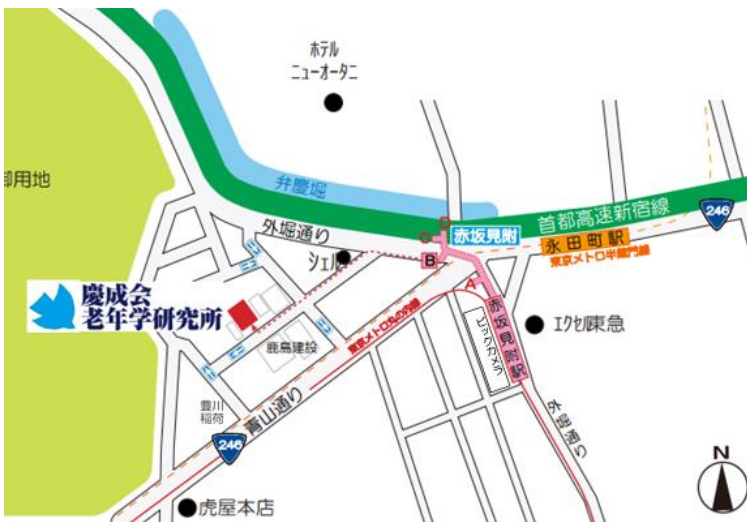 ホテル
ニューオータニ
御用地
弁慶堀
外堀通り
首都高速新宿線
246
赤坂見附
永田町駅
東京メトロ半蔵門線
D
C
B
A
シェル
慶成会
老年学研究所
鹿島建設
東京メトロ丸の内線
赤坂見附駅
ビックカメラ
エクセル東急
豊川
稲荷
青山通り
246
外堀通り
虎屋本店
N